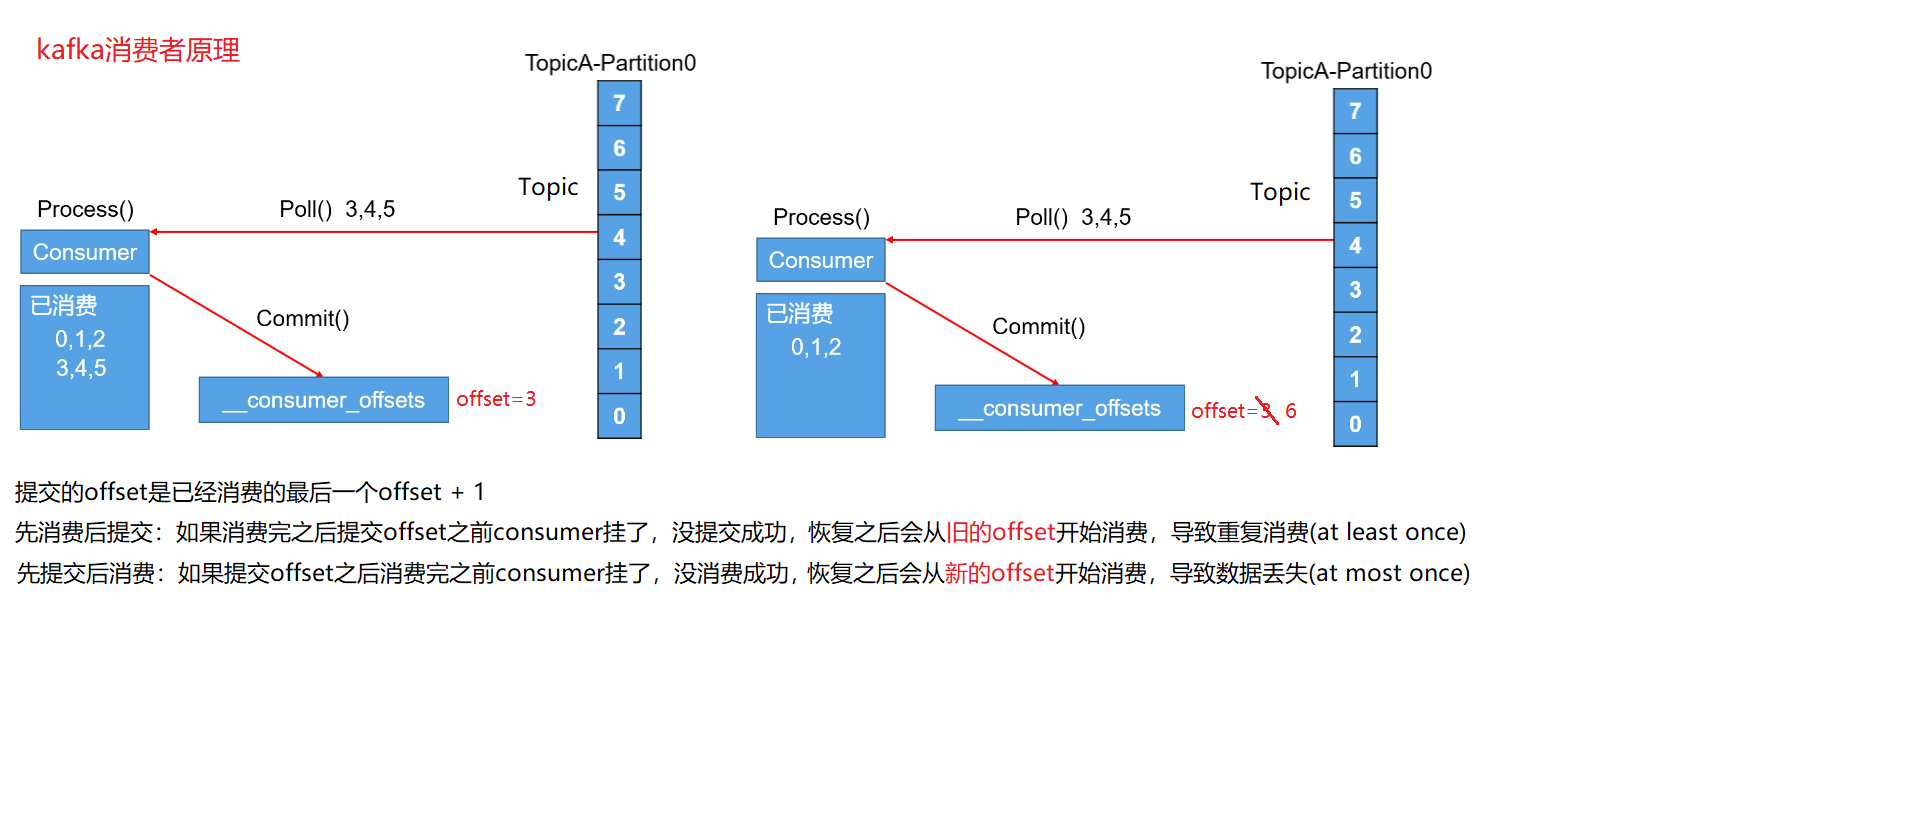 kafka消费者原理
TopicA-Partition0
7
6
5
4
3
2
1
0
Topic
Process()
Poll()  3,4,5
Consumer
已消费
0,1,2
3,4,5
Commit()
__consumer_offsets
offset=3
TopicA-Partition0
7
6
5
4
3
2
1
0
Topic
Process()
Poll()  3,4,5
Consumer
已消费
0,1,2
Commit()
__consumer_offsets
offset=3 6
提交的offset是已经消费的最后一个offset + 1
先消费后提交：如果消费完之后提交offset之前consumer挂了，没提交成功，恢复之后会从旧的offset开始消费，导致重复消费(at least once)
先提交后消费：如果提交offset之后消费完之前consumer挂了，没消费成功，恢复之后会从新的offset开始消费，导致数据丢失(at most once)